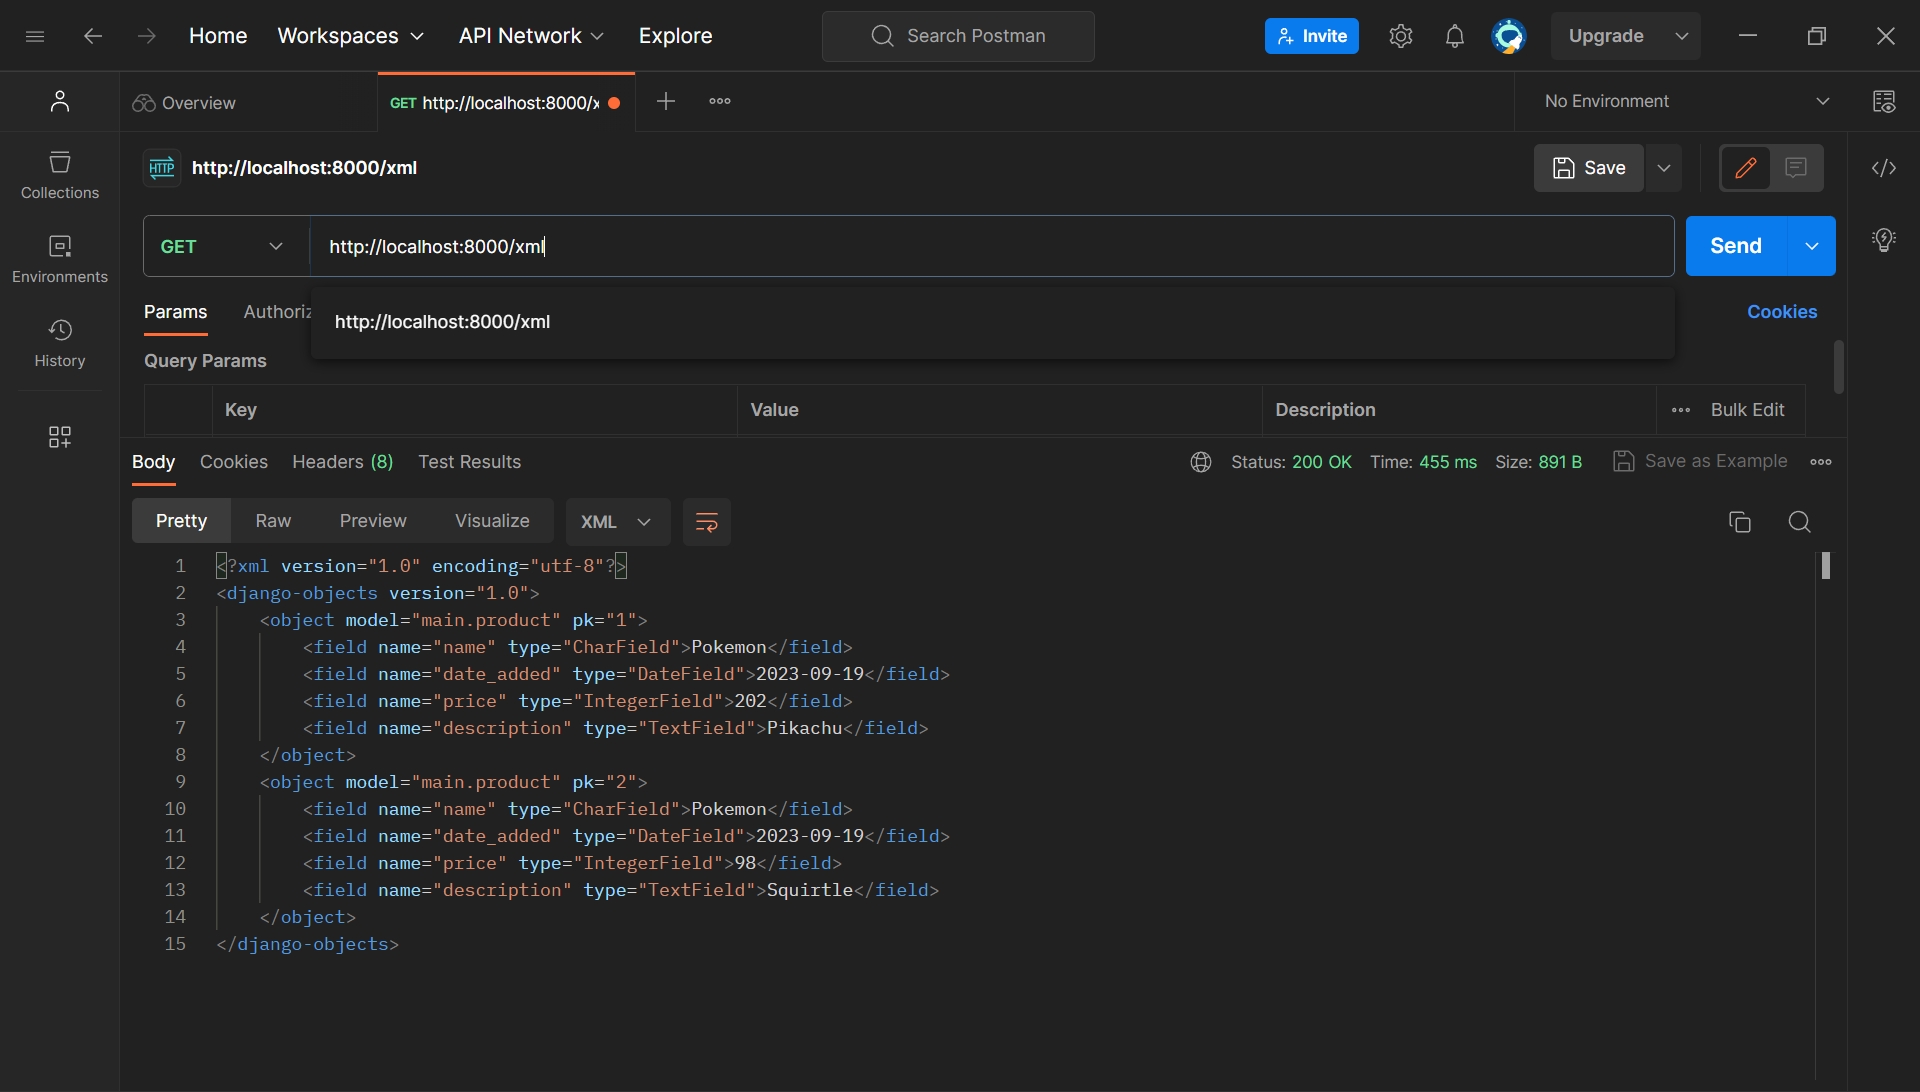 Home Workspaces API Network Explore Search Postman Invite Upgrade
Overview GET http://localhost:8000/x No Environment
Collections
Environments
History
HTTP http://localhost:8000/xml Save
GET http://localhost:8000/xml Send
http://localhost:8000/xml
Params Authoriz Cookies
Query Params
Key Value Description Bulk Edit
Body Cookies Headers (8) Test Results Status: 200 OK Time: 455 ms Size: 891 B Save as Example
Pretty Raw Preview Visualize XML
1 <?xml version="1.0" encoding="utf-8"?>
2 <django-objects version="1.0">
3 <object model="main.product" pk="1">
4 <field name="name" type="CharField">Pokemon</field>
5 <field name="date_added" type="DateField">2023-09-19</field>
6 <field name="price" type="IntegerField">202</field>
7 <field name="description" type="TextField">Pikachu</field>
8 </object>
9 <object model="main.product" pk="2">
10 <field name="name" type="CharField">Pokemon</field>
11 <field name="date_added" type="DateField">2023-09-19</field>
12 <field name="price" type="IntegerField">98</field>
13 <field name="description" type="TextField">Squirtle</field>
14 </object>
15 </django-objects>